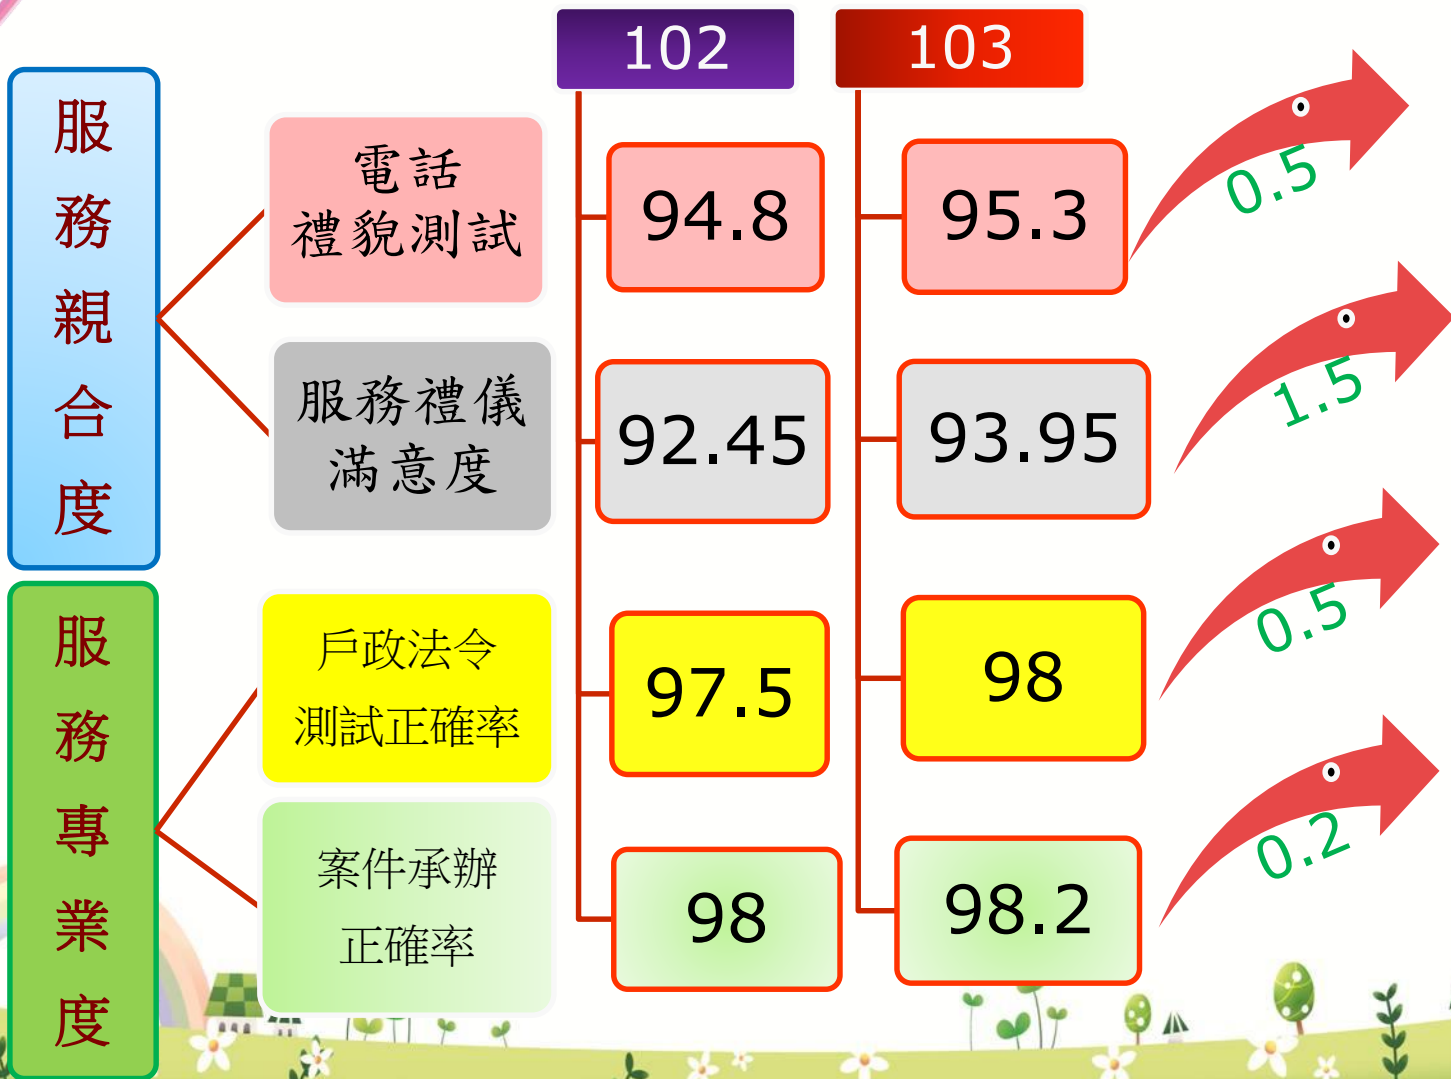 102
103
服務親合度
電話
禮貌測試
94.8
95.3
0.5
服務禮儀
滿意度
92.45
93.95
1.5
服務專業度
戶政法令
測試正確率
97.5
98
0.5
案件承辦
正確率
98
98.2
0.2